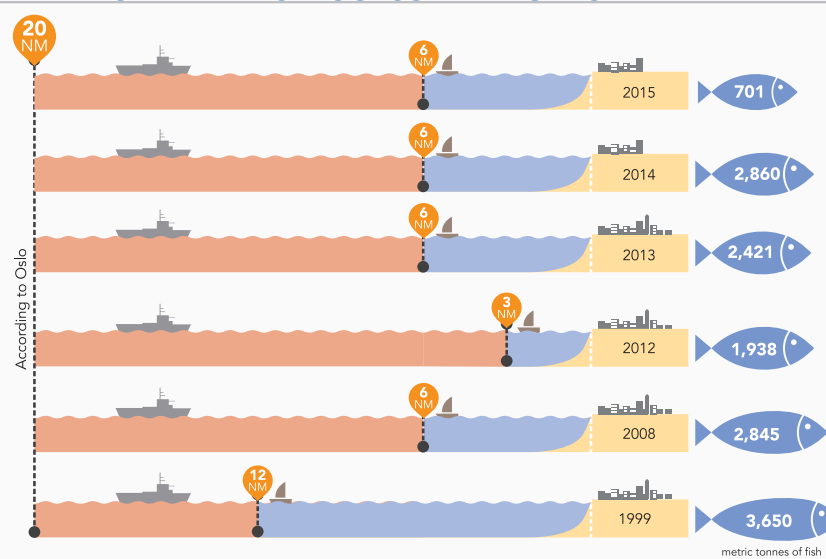 20
NM
6
NM
2015
701
6
NM
2014
2,860
6
NM
2013
2,421
According to Oslo
3
NM
2012
1,938
6
NM
2008
2,845
12
NM
1999
3,650
metric tonnes of fish